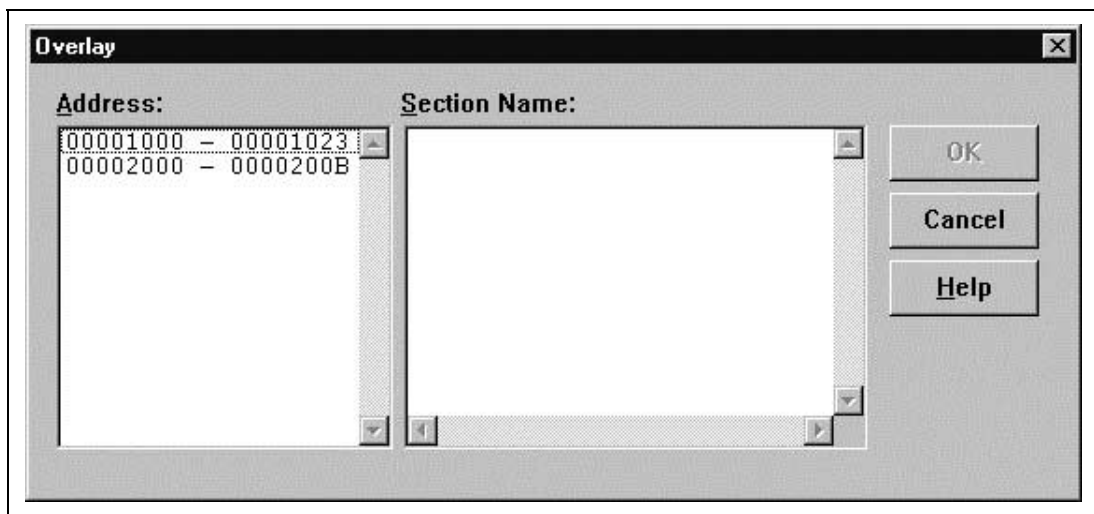 Overlay
Address:
Section Name:
00001000 - 00001023
00002000 - 0000200B
OK
Cancel
Help